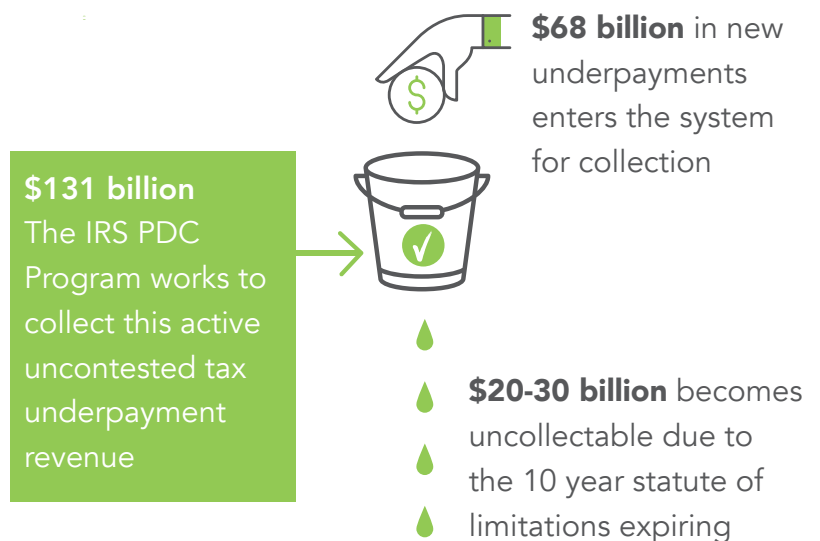 $68 billion in new
underpayments
enters the system
for collection
$
$131 billion
The IRS PDC
Program works to
collect this active
uncontested tax
underpayment
revenue
$20-30 billion becomes
uncollectable due to
the 10 year statute of
limitations expiring